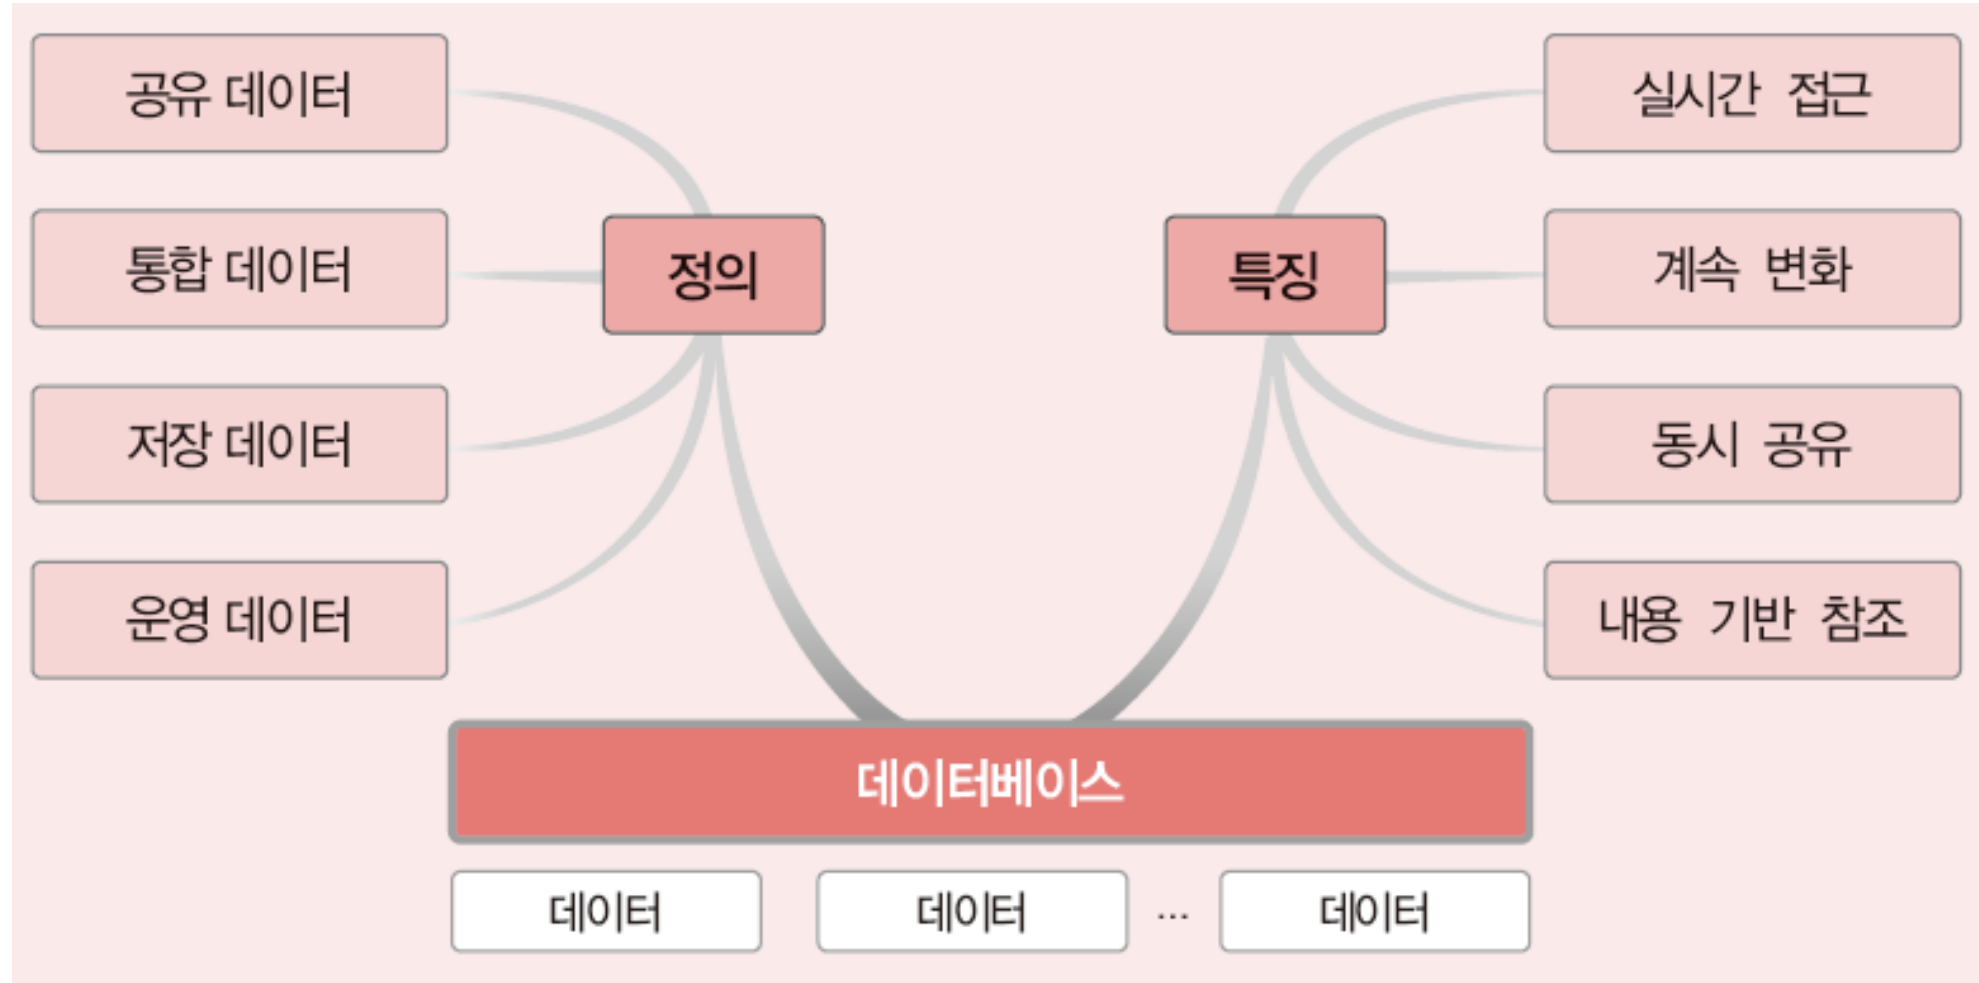 공유 데이터
통합 데이터
저장 데이터
운영 데이터
정의
특징
실시간 접근
계속 변화
동시 공유
내용 기반 참조
데이터베이스
데이터 데이터 … 데이터